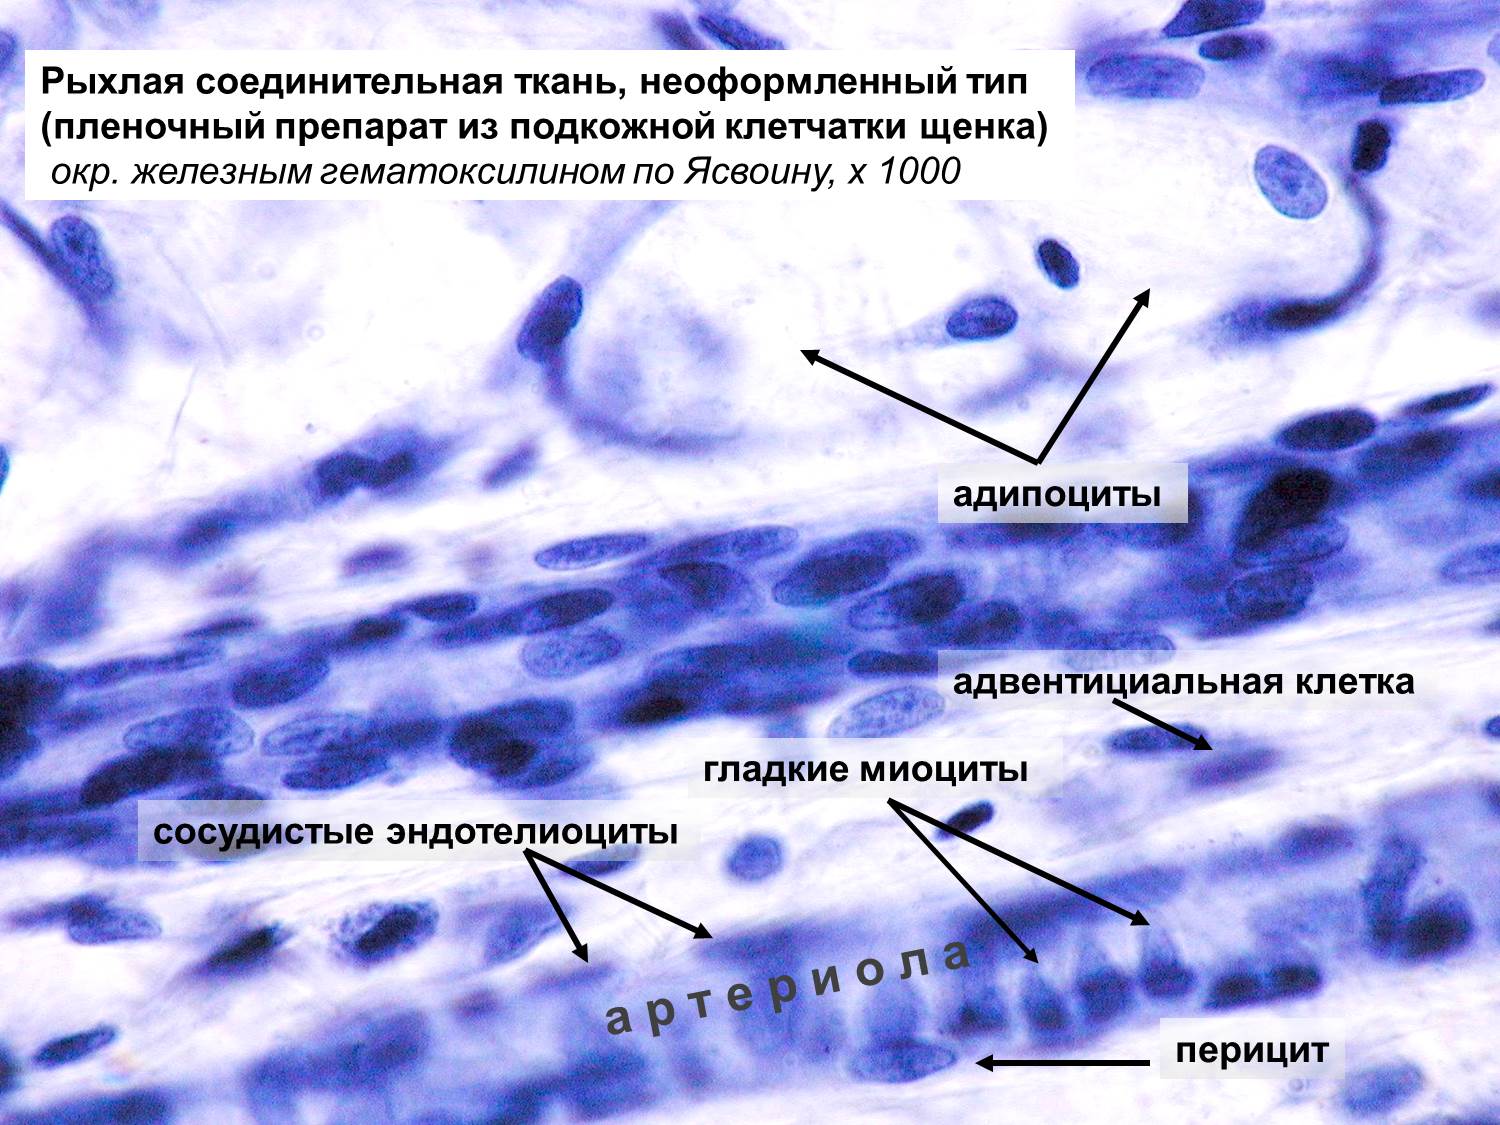 Рыхлая соединительная ткань, неоформленный тип
(пленочный препарат из подкожной клетчатки щенка)
окр. железным гематоксилином по Ясвоину, х 1000
адипоциты
адвентициальная клетка
гладкие миоциты
сосудистые эндотелиоциты
артериола
перицит